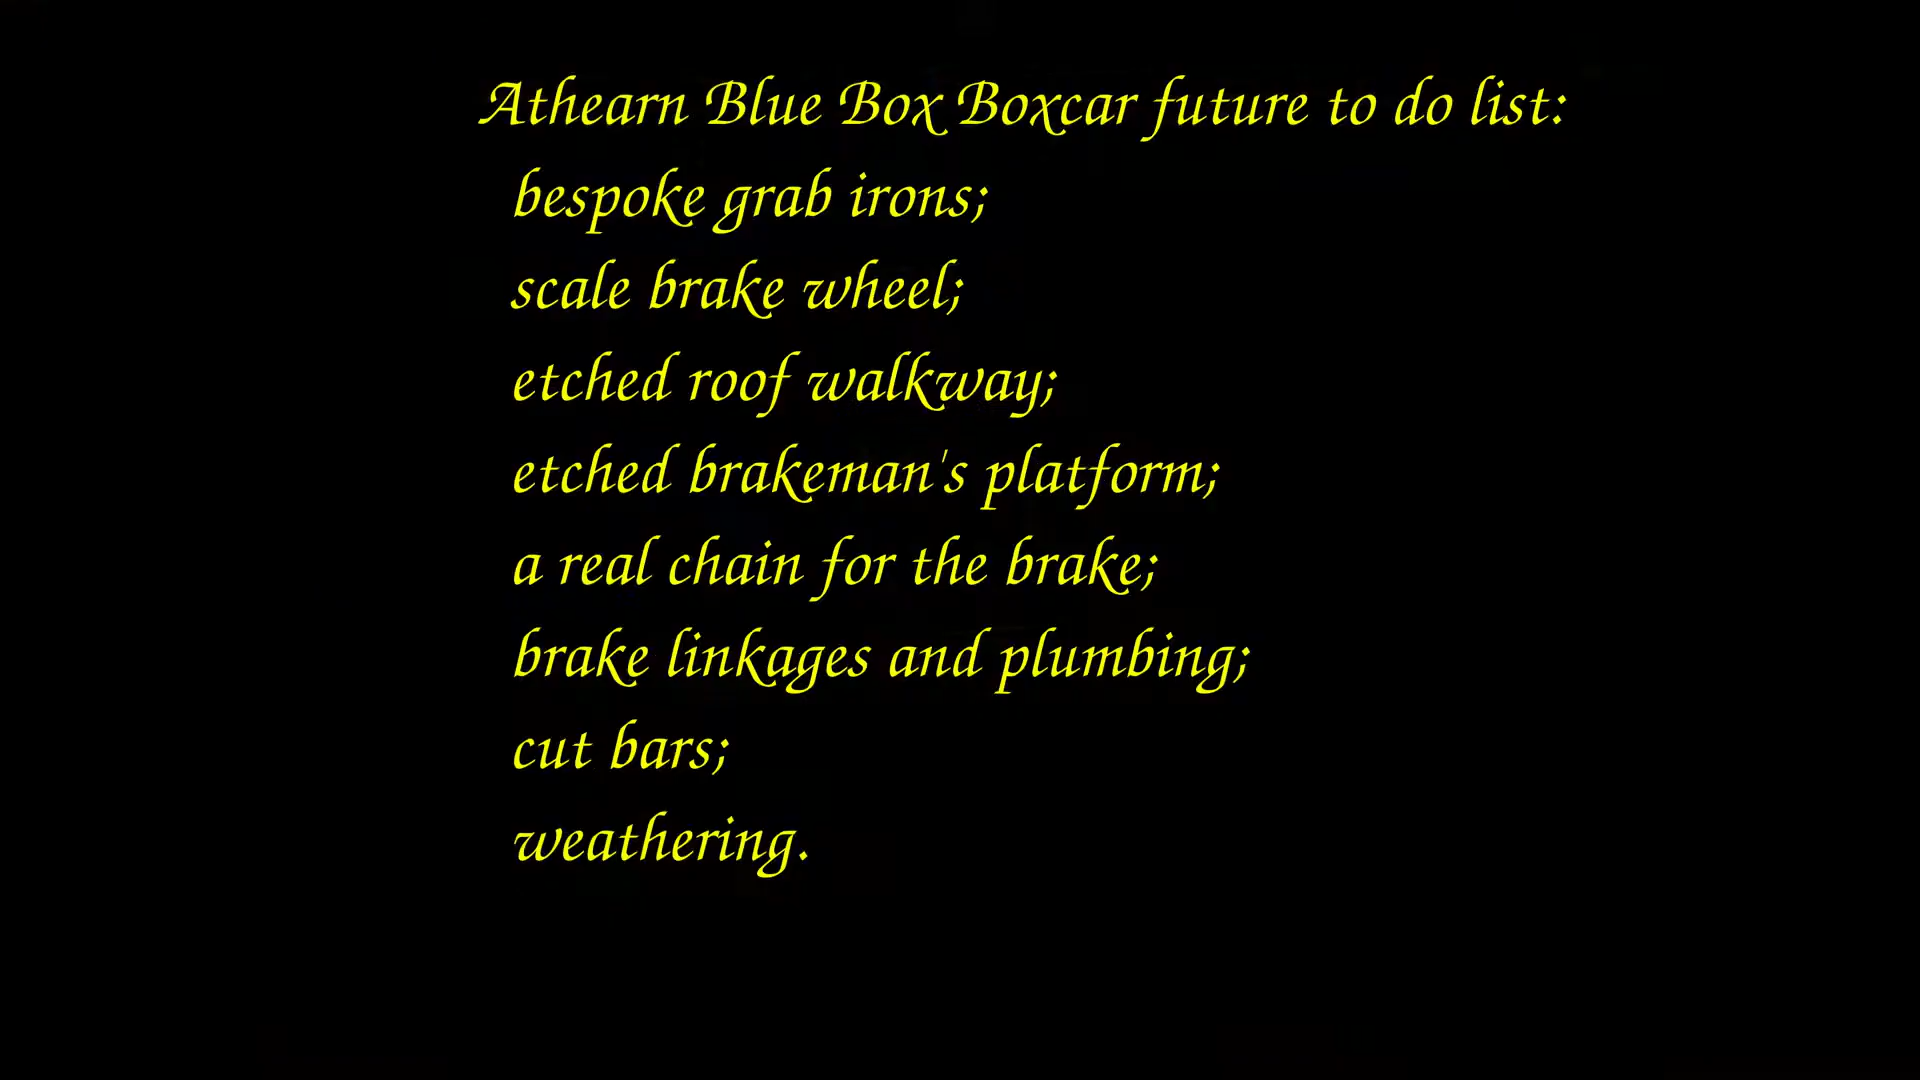 Athearn Blue Box Boxcar future to do list:
bespoke grab irons;
scale brake wheel;
etched roof walkway;
etched brakeman's platform;
a real chain for the brake;
brake linkages and plumbing;
cut bars;
weathering.